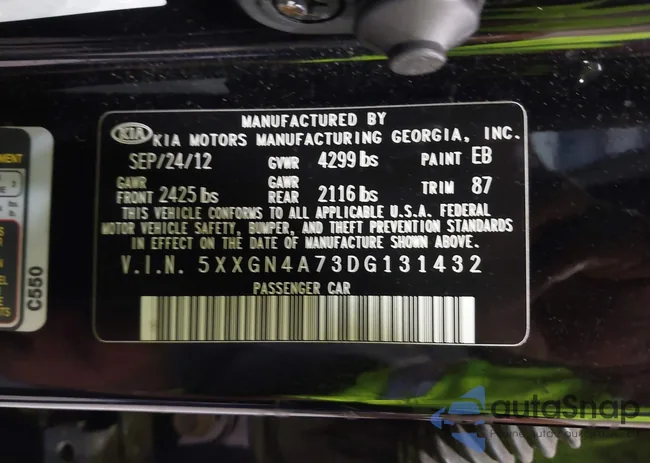 MANUFACTURED BY
KIA KIA MOTORS MANUFACTURING GEORGIA, INC.
SEP/24/12 GVWR 4299 lbs PAINT EB
GAWR GAWR
FRONT 2425 lbs REAR 2116 lbs TRIM 87
THIS VEHICLE CONFORMS TO ALL APPLICABLE U.S.A. FEDERAL
MOTOR VEHICLE SAFETY, BUMPER, AND THEFT PREVENTION STANDARDS
IN EFFECT ON THE DATE OF MANUFACTURE SHOWN ABOVE.
V.I.N. 5XXGN4A73DG131432
PASSENGER CAR
C550
autoSnap